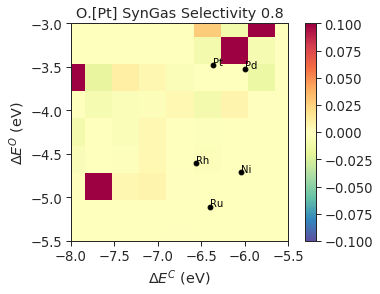 O.[Pt] SynGas Selectivity 0.8
−3.0
−3.5
−4.0
−4.5
−5.0
−5.5
ΔE^O (eV)
Pt
Pd
Rh
Ni
Ru
−8.0 −7.5 −7.0 −6.5 −6.0 −5.5
ΔE^C (eV)
0.100
0.075
0.050
0.025
0.000
−0.025
−0.050
−0.075
−0.100